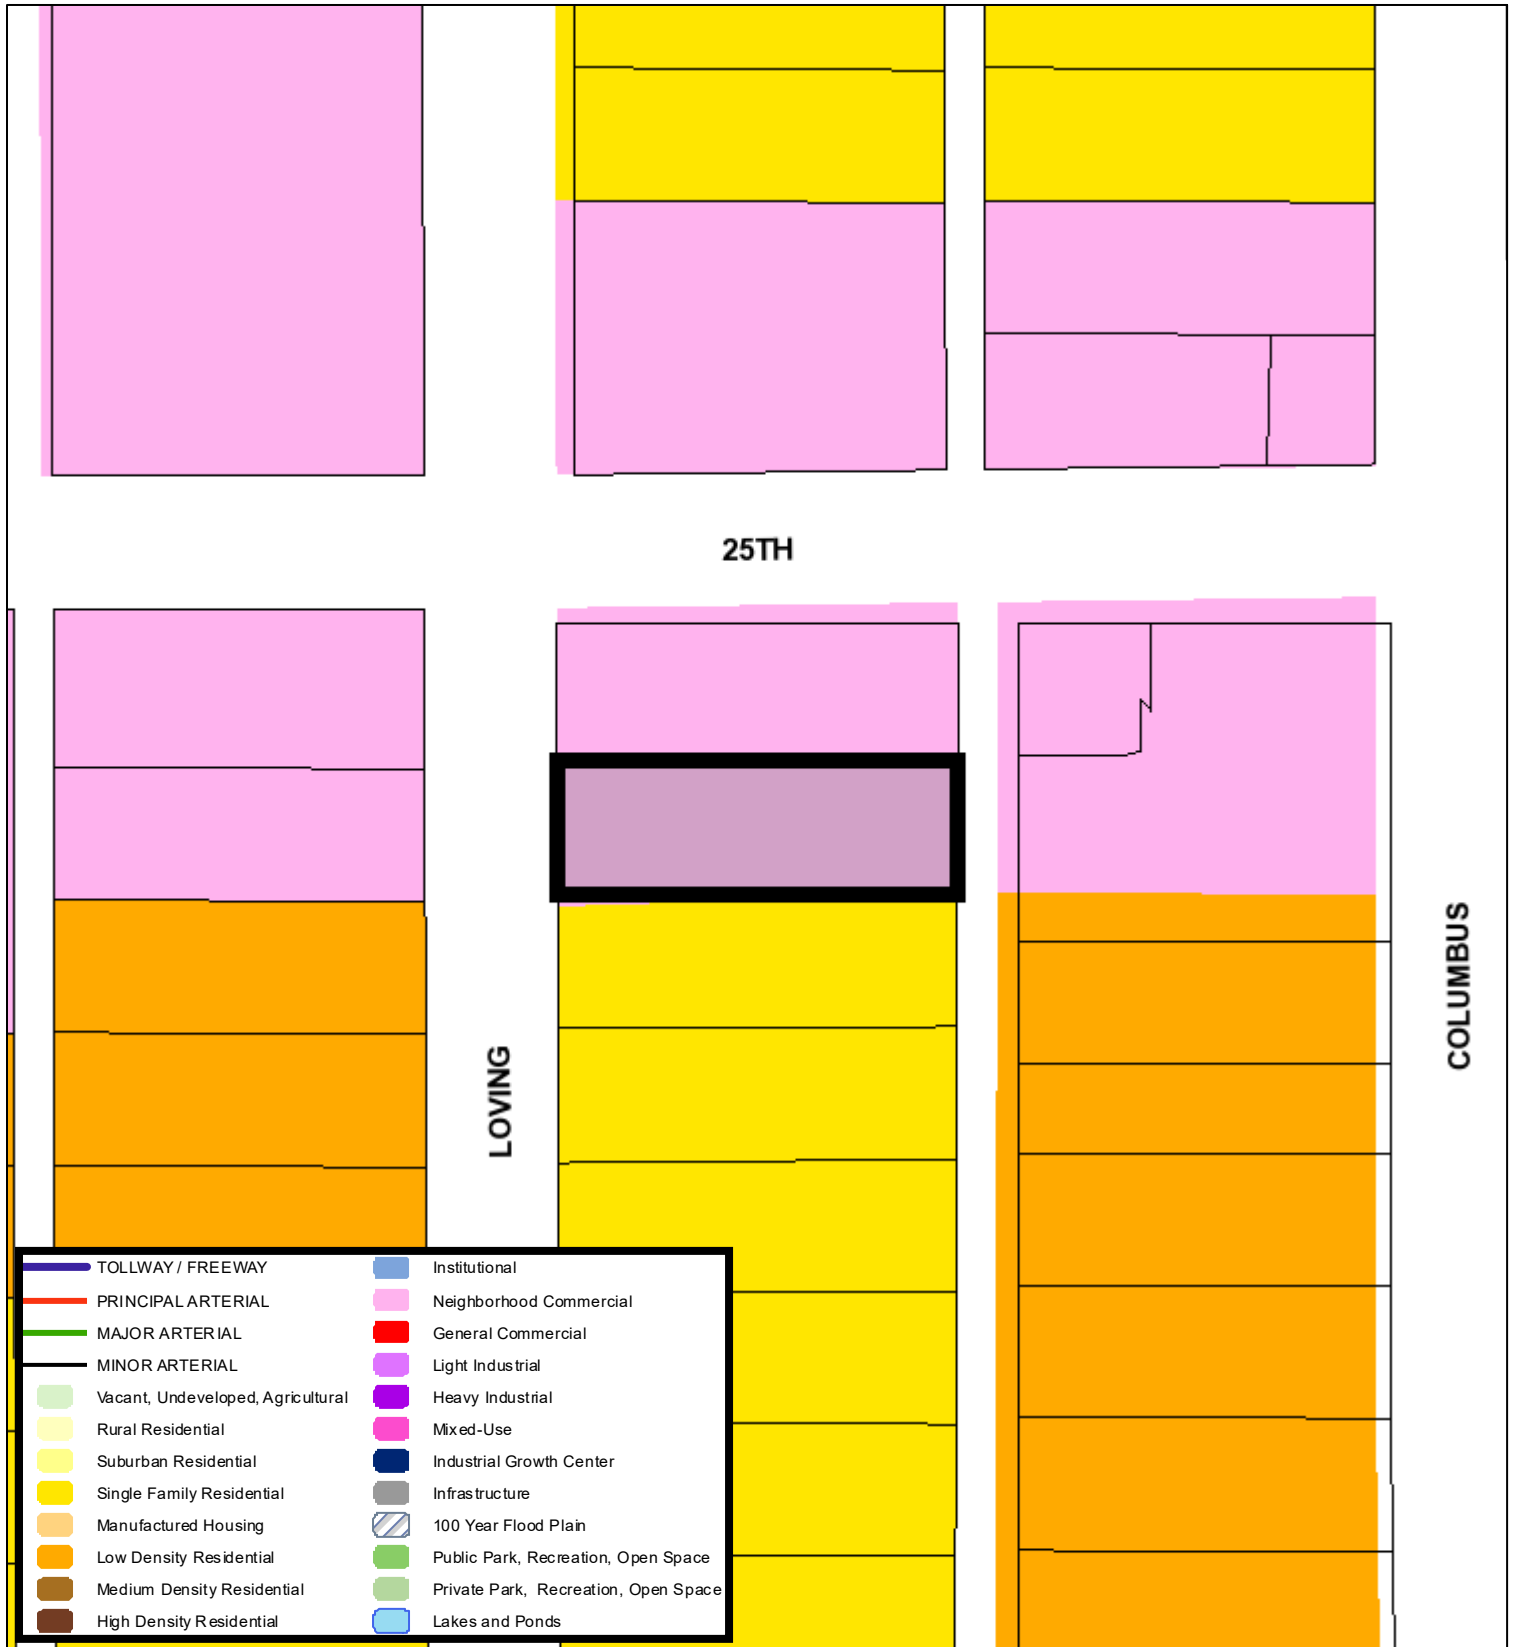 25TH
LOVING
COLUMBUS
TOLLWAY / FREEWAY
PRINCIPAL ARTERIAL
MAJOR ARTERIAL
MINOR ARTERIAL
Vacant, Undeveloped, Agricultural
Rural Residential
Suburban Residential
Single Family Residential
Manufactured Housing
Low Density Residential
Medium Density Residential
High Density Residential
Institutional
Neighborhood Commercial
General Commercial
Light Industrial
Heavy Industrial
Mixed-Use
Industrial Growth Center
Infrastructure
100 Year Flood Plain
Public Park, Recreation, Open Space
Private Park, Recreation, Open Space
Lakes and Ponds